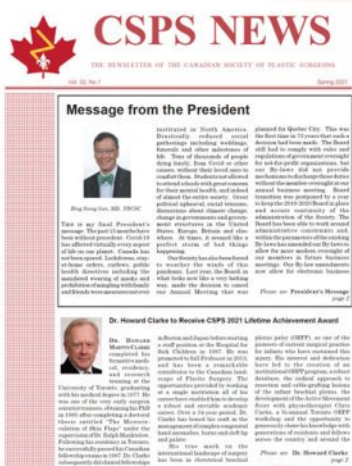 CSPS NEWS
THE NEWSLETTER OF THE CANADIAN SOCIETY OF PLASTIC SURGEONS
Vol. 32, No.1
Spring 2021
Message from the President
instituted in North America.
Drastically reduced social
gatherings including weddings,
funerals and other milestones of
life. Tens of thousands of people
dying lonely, from Covid or other
causes, without their loved ones to
comfort them. Students not allowed
to attend schools with great concern
for their mental health, and indeed
of almost the entire society. Great
political upheaval, racial tensions,
discussions about climate change,
change in governments and govern-
ment structures in the United
States, Europe and else-
where. At times, it seemed like a
perfect storm of bad things
happening.
Our Society has also been forced
to weather the winds of this
pandemic. Last year, the Board, in
what looks now like a very belated
way, made the decision to cancel
our Annual Meeting that was
planned for Quebec City. This was
the first time in 73 years that such a
decision had been made. The Board
still had to comply with rules and
regulations of government oversight
for not-for-profit organizations, but
our By-laws did not provide
mechanisms to discharge those duties
without the member oversight at our
annual business meeting. Board
transition was postponed by a year
to keep the 2019-2020 Board in place
and assure continuity of the
administration of the Society. The
Board has been able to work around
administrative constraints and,
within the parameters of the existing
By-laws has amended our By-laws to
allow for more modern oversight of
our members in future business
meetings. Our By-law amendments
now allow for electronic business
Please see President's Message
page 2
This is my final President's
message. The past 13 months have
been without precedent. Covid-19
has affected virtually every aspect
of life on our planet. Canada has
not been spared. Lockdowns, stay-
at-home orders, curfews, public
health directives including the
mandated wearing of masks and
prohibition of mingling with family
and friends were measures not ever
Dr. Howard Clarke to Receive CSPS 2021 Lifetime Achievement Award
Dr. Howard
Martin Clarke
completed his
formative medi-
cal, residency,
and research
training at the
University of Toronto, graduating
with his medical degree in 1977. He
was one of the very early surgeon
scientist trainees, obtaining his PhD
in
after completing a doctoral
thesis entitled "The Microcir-
culation of Skin Flaps" under the
supervision of Dr. Ralph Manktelow.
Following his residency in Toronto,
he successfully passed his Canadian
fellowship exams in 1987. Dr. Clarke
subsequently did clinical fellowships
in Boston and Japan before starting
a staff position at the Hospital for
Sick Children in 1987. He was
promoted to full Professor in 2001,
and has been a remarkable
contributor to the Canadian land-
scape of Plastic Surgery. The
opportunities provided by working
at a single institution all of his
career have enabled him to develop
a robust and enviable academic
career. Over a 34-year period, Dr.
Clarke has honed his craft in the
management of complex congenital
hand anomalies, burns and cleft lip
and palate.
His true mark on the
international landscape of surgery
has been in obstetrical brachial
plexus palsy (OBPP), as one of the
pioneers of current surgical practice
for infants who have sustained this
injury. His interest and dedication
have led to the creation of an
institutional OBPP program, a robust
database, the radical approach to
resection and cable-grafting lesions
of the infant brachial plexus, the
development of the Active Movement
Scale with physiotherapist Chris
Curtis, a bi-annual Toronto OBPP
workshop and the opportunity to
generously share his knowledge with
generations of residents and fellows
across the country and around the
Please see Dr. Howard Clarke
page 7